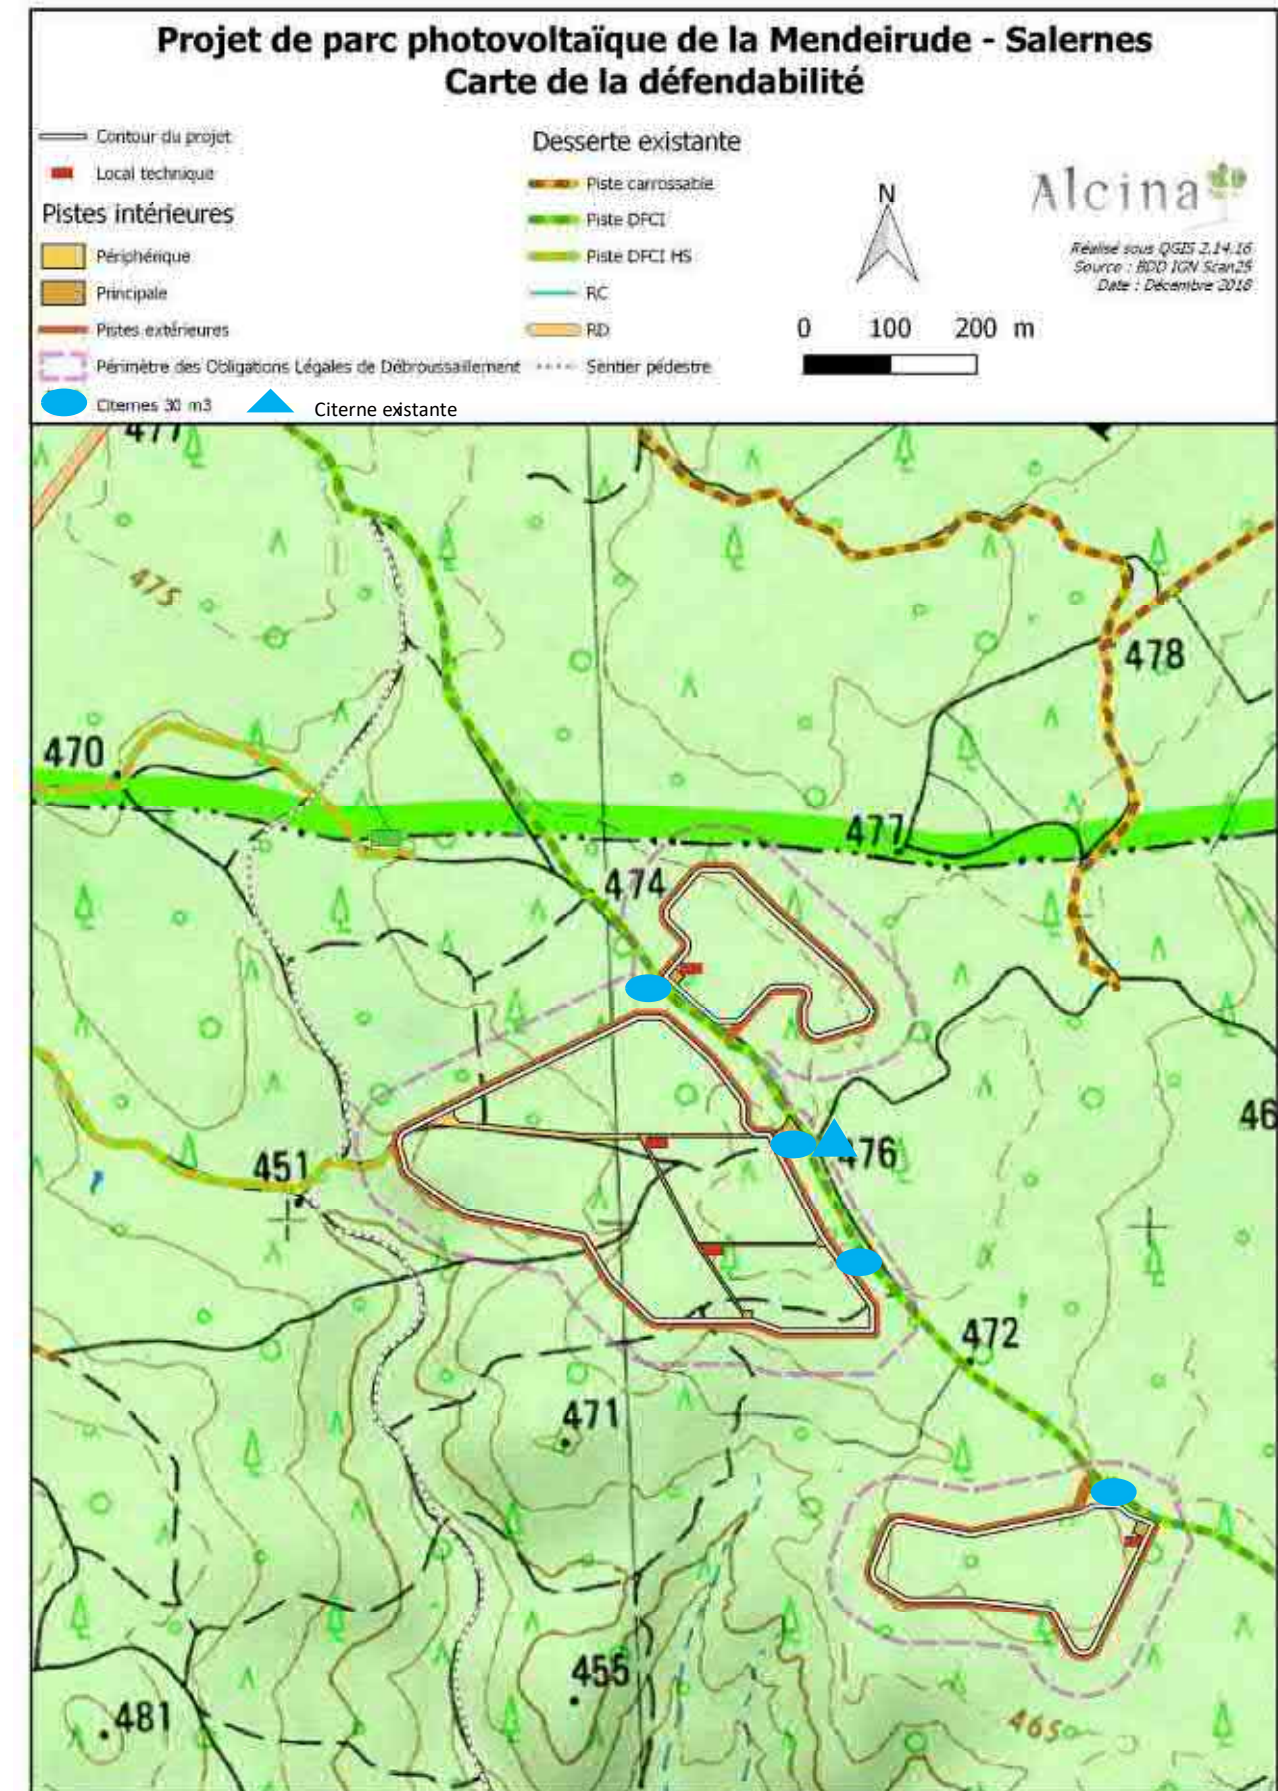 Projet de parc photovoltaïque de la Mendeirude - Salernes
Carte de la défendabilité
Contour du projet
Local technique
Pistes intérieures
Périphérique
Principale
Pistes extérieures
Périmètre des Obligations Légales de Débroussaillement
Citernes 30 m3
Citerne existante
Desserte existante
Piste carrossable
Piste DFCI
Piste DFCI HS
RC
RD
Sentier pédestre
N
0 100 200 m
Alcina
Réalisé sous QGIS 2.14.16
Source : BDD IGN Scan25
Date : Décembre 2018
477
475
478
470
477
474
46
451
476
472
471
455
481
465